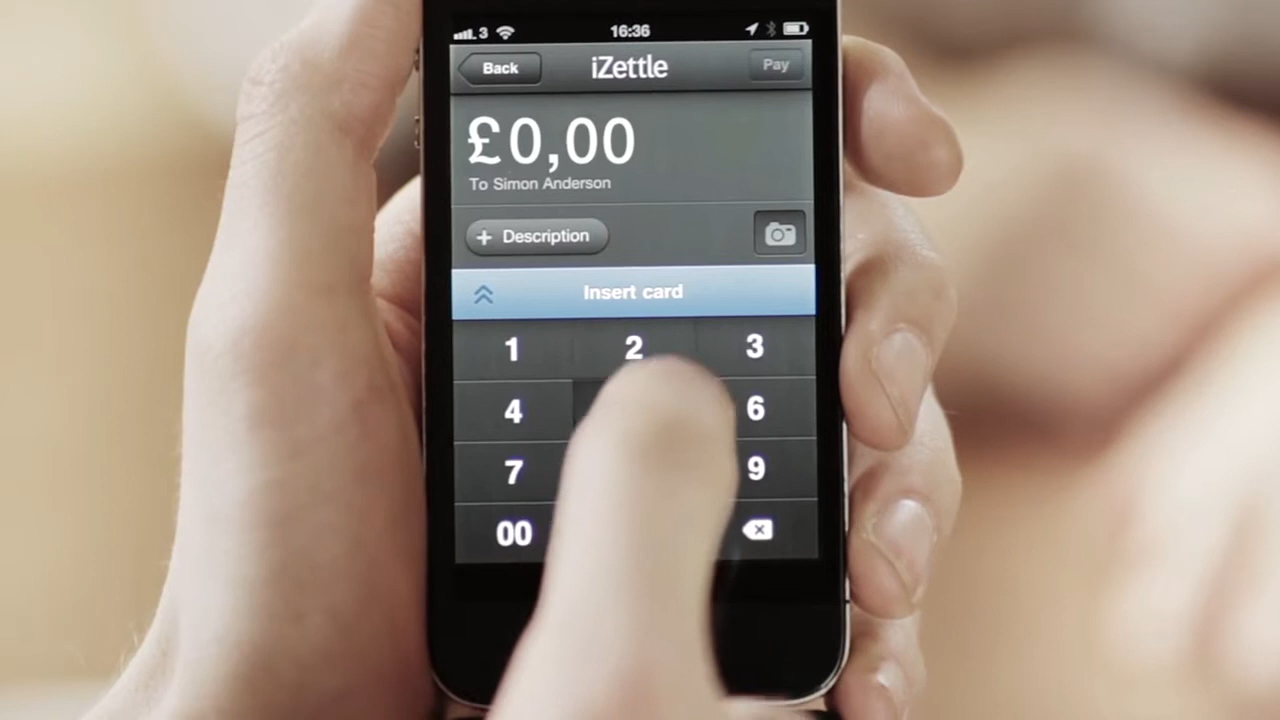 3 16:36
Back iZettle Pay
£0,00
To Simon Anderson
+ Description
Insert card
1 2 3
4 6
7 9
00